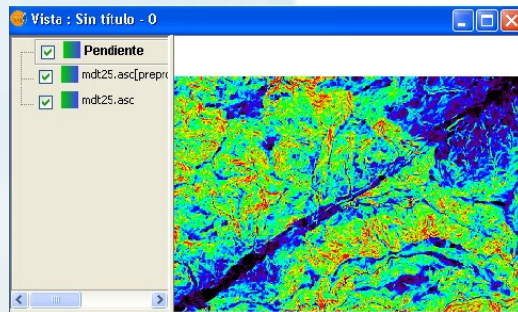 Vista : Sin título - 0
Pendiente
mdt25.asc[prepro
mdt25.asc